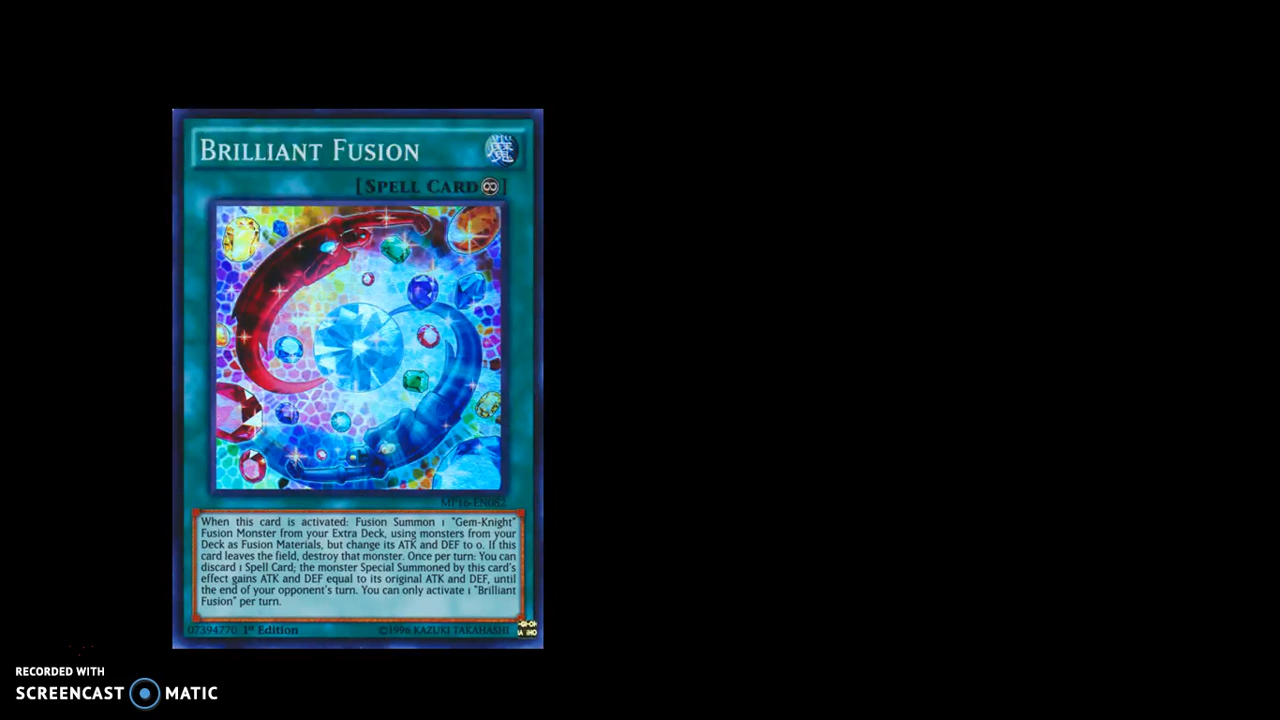 BRILLIANT FUSION
[SPELL CARD]
MP16-EN082
When this card is activated: Fusion Summon 1 "Gem-Knight"
Fusion Monster from your Extra Deck, using monsters from your
Deck as Fusion Materials, but change its ATK and DEF to 0. If this
card leaves the field, destroy that monster. Once per turn: You can
discard 1 Spell Card; the monster Special Summoned by this card's
effect gains ATK and DEF equal to its original ATK and DEF, until
the end of your opponent's turn. You can only activate 1 "Brilliant
Fusion" per turn.
07394770 1st Edition ©1996 KAZUKI TAKAHASHI
RECORDED WITH
SCREENCAST MATIC